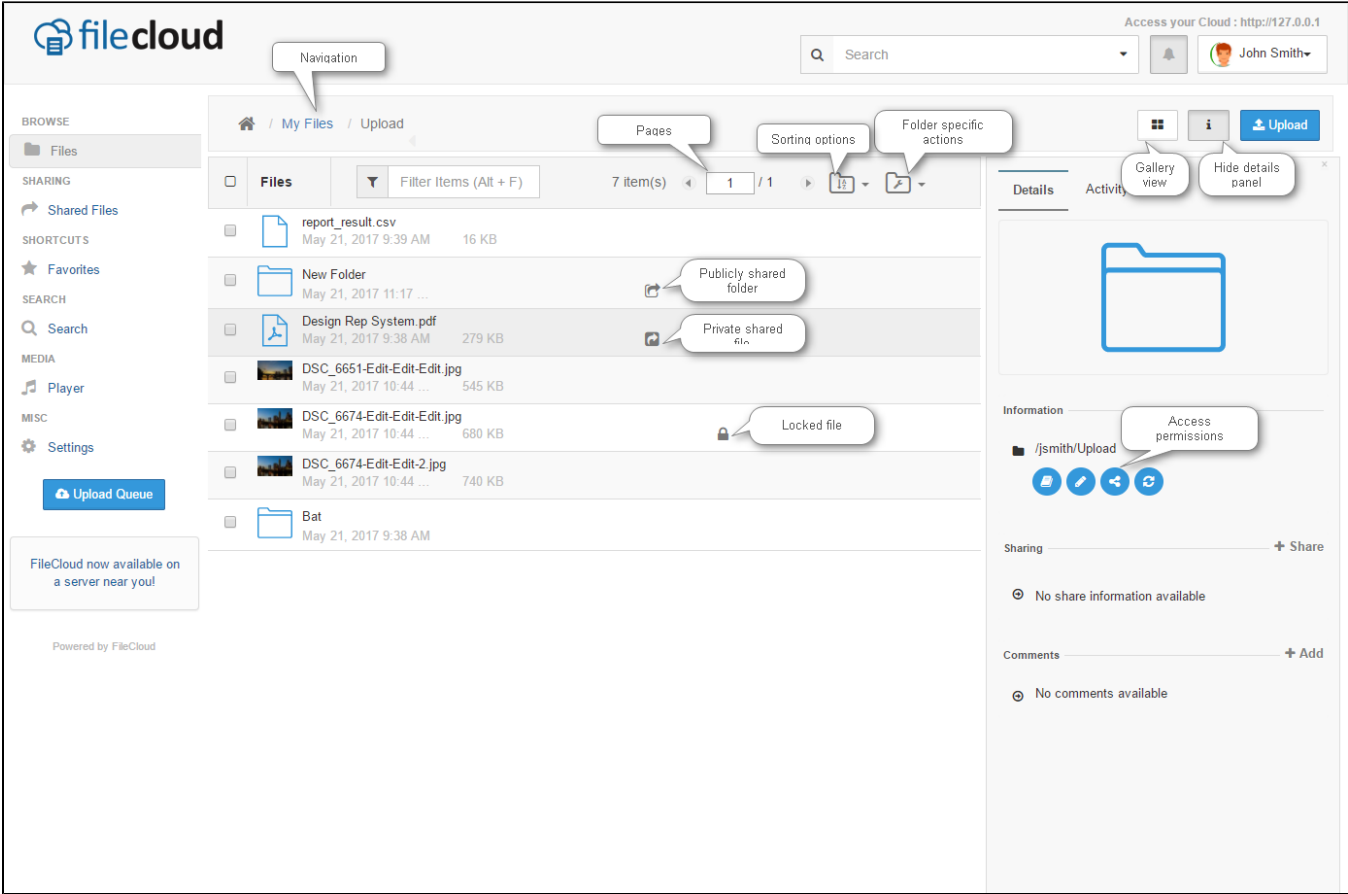 filecloud
Access your Cloud : http://127.0.0.1
Search
John Smith
Navigation
BROWSE
Files
SHARING
Shared Files
SHORTCUTS
Favorites
SEARCH
Search
MEDIA
Player
MISC
Settings
Upload Queue
FileCloud now available on
a server near you!
Powered by FileCloud
/ My Files / Upload
Pages
Sorting options
Folder specific
actions
i
Upload
Gallery
view
Hide details
panel
Files
Filter Items (Alt + F)
7 item(s)
1 / 1
report_result.csv
May 21, 2017 9:39 AM 16 KB
New Folder
May 21, 2017 11:17 ...
Publicly shared
folder
Design Rep System.pdf
May 21, 2017 9:38 AM 279 KB
Private shared
file
DSC_6651-Edit-Edit-Edit.jpg
May 21, 2017 10:44 ... 545 KB
DSC_6674-Edit-Edit-Edit.jpg
May 21, 2017 10:44 ... 680 KB
Locked file
DSC_6674-Edit-Edit-2.jpg
May 21, 2017 10:44 ... 740 KB
Bat
May 21, 2017 9:38 AM
Details
Activity
×
Information
Access
permissions
/jsmith/Upload
Sharing
+ Share
No share information available
Comments
+ Add
No comments available